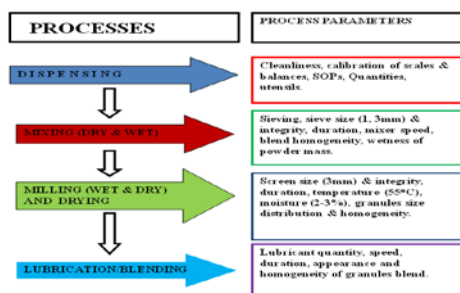 PROCESSES
PROCESS PARAMETERS
DISPENSING
Cleanliness, calibration of scales &
balances, SOPs, Quantities,
utensils.
MIXING (DRY & WET)
Sieving, sieve size (1, 3mm) &
integrity, duration, mixer speed,
blend homogeneity, wetness of
powder mass.
MILLING (WET & DRY)
AND DRYING
Screen size (3mm) & integrity,
duration, temperature (55°C),
moisture (2-3%), granules size
distribution & homogeneity.
LUBRICATION/BLENDING
Lubricant quantity, speed,
duration, appearance and
homogeneity of granules blend.